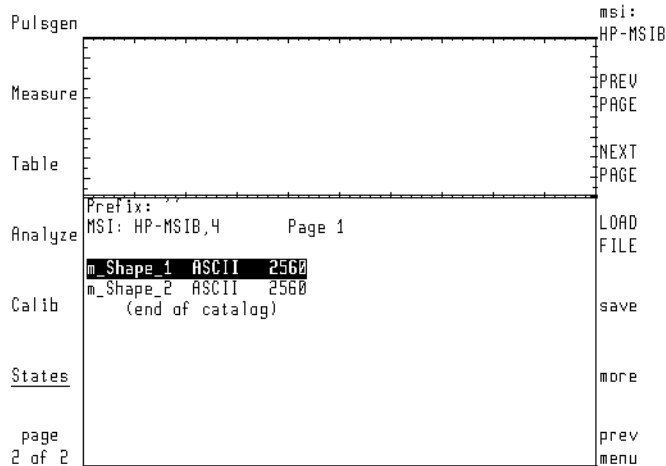 Pulsgen
Measure
Table
Analyze
Calib
States
page
2 of 2
Prefix: ''
MSI: HP-MSIB,4 Page 1
m_Shape_1 ASCII 2560
m_Shape_2 ASCII 2560
(end of catalog)
msi:
HP-MSIB
PREV
PAGE
NEXT
PAGE
LOAD
FILE
save
more
prev
menu